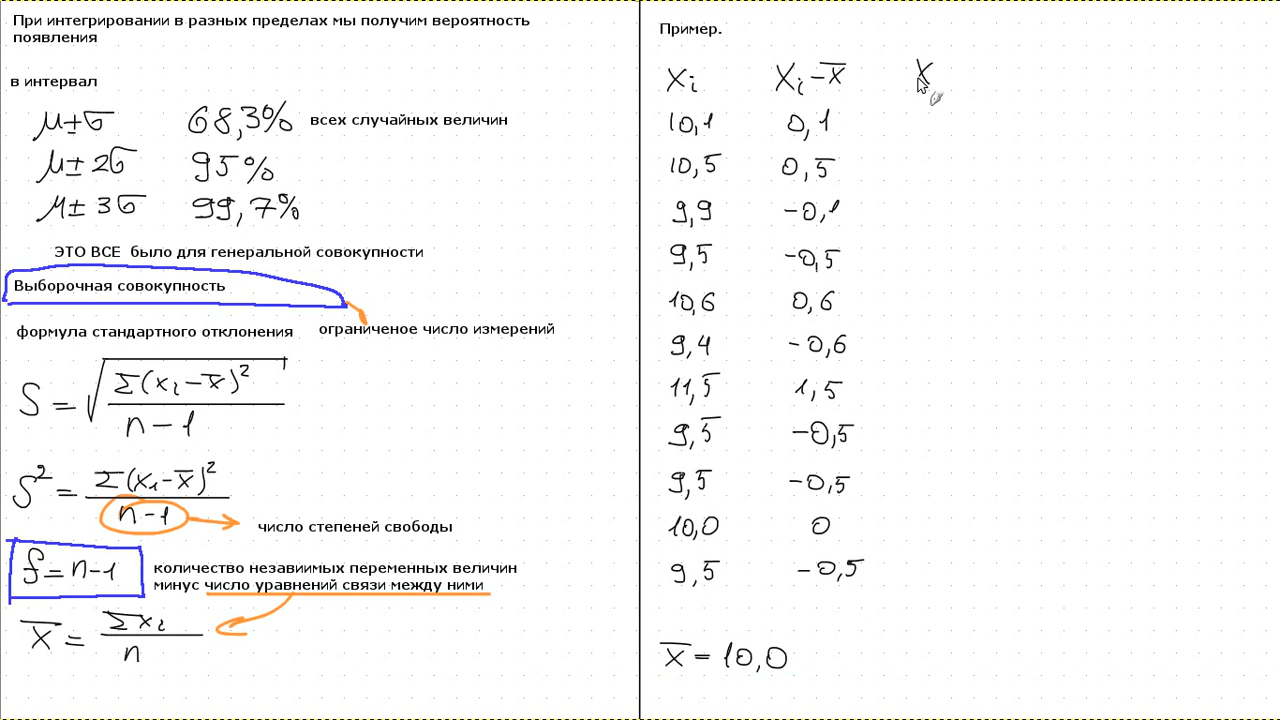 При интегрировании в разных пределах мы получим вероятность
появления
в интервал
μ±σ 68,3% всех случайных величин
μ± 2σ 95%
μ± 3σ 99,7%
ЭТО ВСЕ было для генеральной совокупности
Выборочная совокупность
формула стандартного отклонения ограниченое число измерений
S = √(Σ(xi – x̄)² / (n – 1))
S² = Σ(x1 – x̄)² / (n – 1)
число степеней свободы
f = n – 1 количество незавиимых переменных величин
минус число уравнений связи между ними
x̄ = Σxi / n
Пример.
Xi Xi – x̄ X
10,1 0,1
10,5 0,5
9,9 –0,1
9,5 –0,5
10,6 0,6
9,4 –0,6
11,5 1,5
9,5 –0,5
9,5 –0,5
10,0 0
9,5 –0,5
x̄ = 10,0